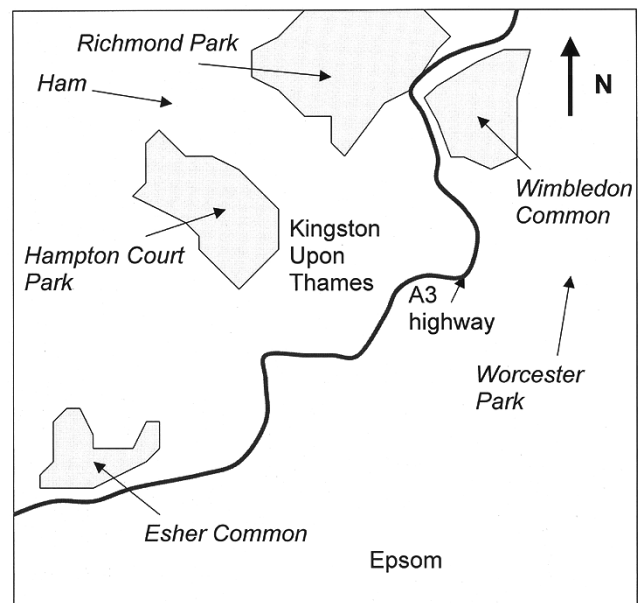 Richmond Park
Ham
N
Wimbledon
Common
Hampton Court
Park
Kingston
Upon
Thames
A3
highway
Worcester
Park
Esher Common
Epsom